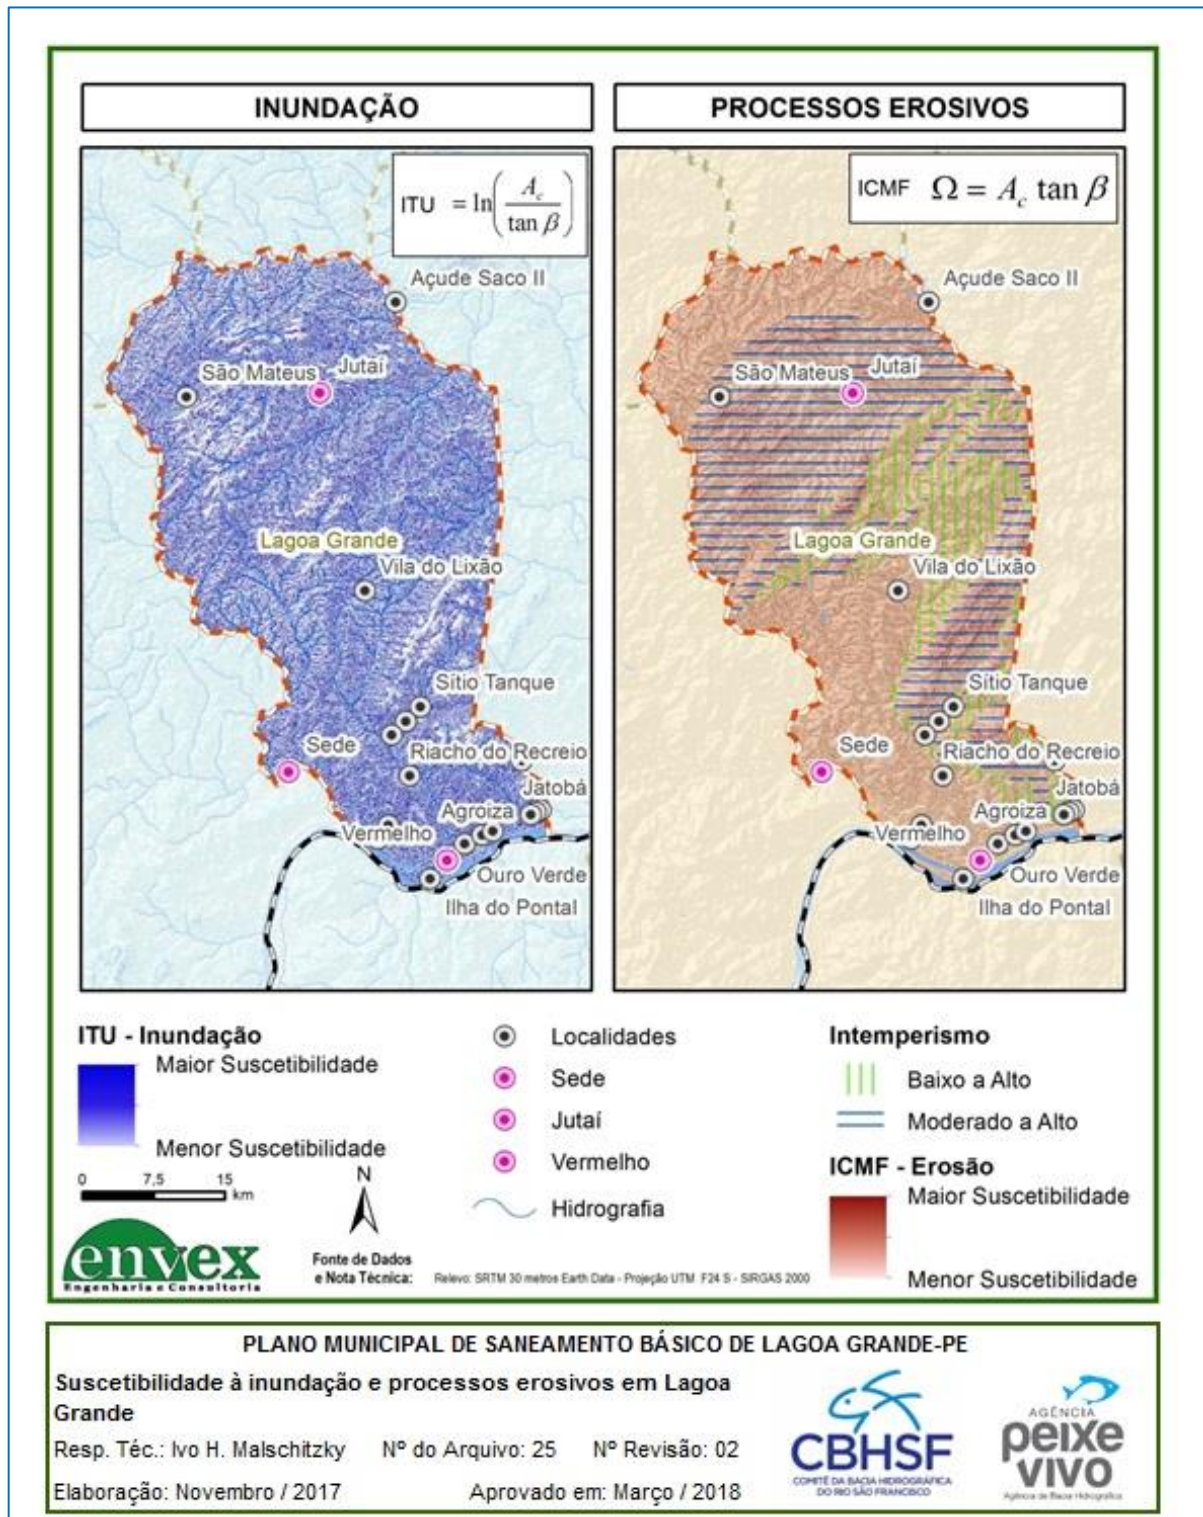 INUNDAÇÃO
ITU = ln(A_c / tan β)
Açude Saco II
São Mateus
Jutaí
Lagoa Grande
Vila do Lixão
Sítio Tanque
Sede
Riacho do Recreio
Jatobá
Agroiza
Vermelho
Ouro Verde
Ilha do Pontal
PROCESSOS EROSIVOS
ICMF Ω = A_c tan β
Açude Saco II
São Mateus
Jutaí
Lagoa Grande
Vila do Lixão
Sítio Tanque
Sede
Riacho do Recreio
Jatobá
Agroiza
Vermelho
Ouro Verde
Ilha do Pontal
ITU - Inundação
Maior Suscetibilidade
Menor Suscetibilidade
0 7,5 15
km
N
envex
Engenharia e Consultoria
Localidades
Sede
Jutaí
Vermelho
Hidrografia
Intemperismo
Baixo a Alto
Moderado a Alto
ICMF - Erosão
Maior Suscetibilidade
Menor Suscetibilidade
Fonte de Dados
e Nota Técnica: Relevo: SRTM 30 metros Earth Data - Projeção UTM F24 S - SIRGAS 2000
PLANO MUNICIPAL DE SANEAMENTO BÁSICO DE LAGOA GRANDE-PE
Suscetibilidade à inundação e processos erosivos em Lagoa
Grande
Resp. Téc.: Ivo H. Malschitzky Nº do Arquivo: 25 Nº Revisão: 02
Elaboração: Novembro / 2017 Aprovado em: Março / 2018
CBHSF
COMITÊ DA BACIA HIDROGRÁFICA
DO RIO SÃO FRANCISCO
AGÊNCIA
peixe
vivo
Agência de Bacia Hidrográfica